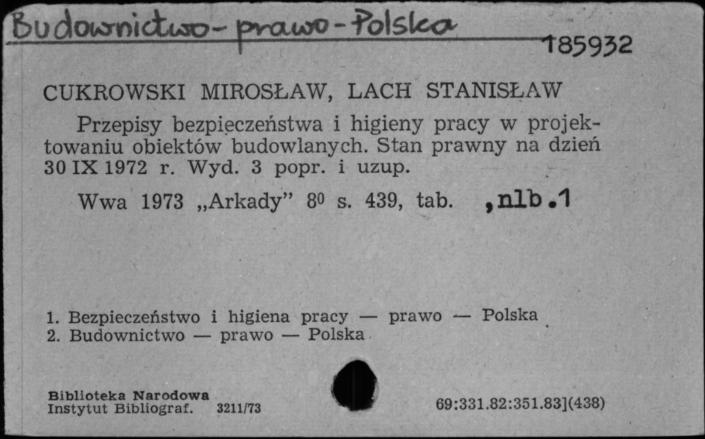 Budownictwo - prawo - Polska
185932
CUKROWSKI MIROSŁAW, LACH STANISŁAW
Przepisy bezpieczeństwa i higieny pracy w projek-
towaniu obiektów budowlanych. Stan prawny na dzień
30 IX 1972 r. Wyd. 3 popr. i uzup.
Wwa 1973 „Arkady” 8⁰ s. 439, tab. ,nlb.1
1. Bezpieczeństwo i higiena pracy — prawo — Polska
2. Budownictwo — prawo — Polska
Biblioteka Narodowa
Instytut Bibliograf. 3211/73
69:331.82:351.83](438)